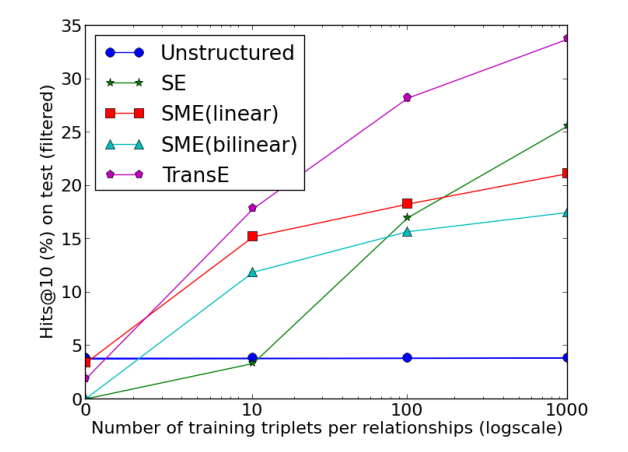 35
30
25
20
15
10
5
0
Hits@10 (%) on test (filtered)
Unstructured
SE
SME(linear)
SME(bilinear)
TransE
0 10 100 1000
Number of training triplets per relationships (logscale)